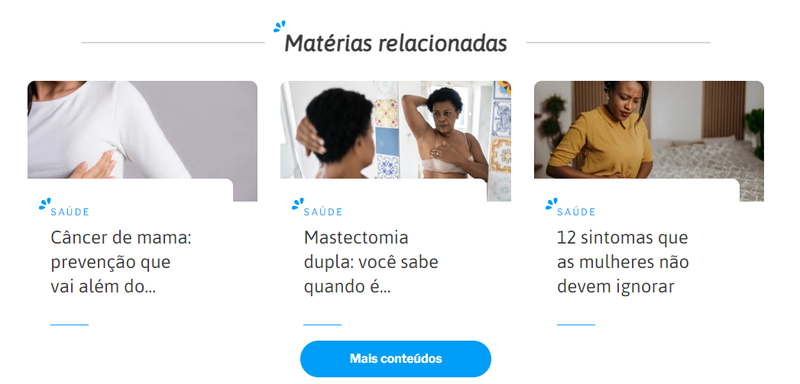 Matérias relacionadas
SAÚDE
Câncer de mama:
prevenção que
vai além do...
SAÚDE
Mastectomia
dupla: você sabe
quando é...
SAÚDE
12 sintomas que
as mulheres não
devem ignorar
Mais conteúdos